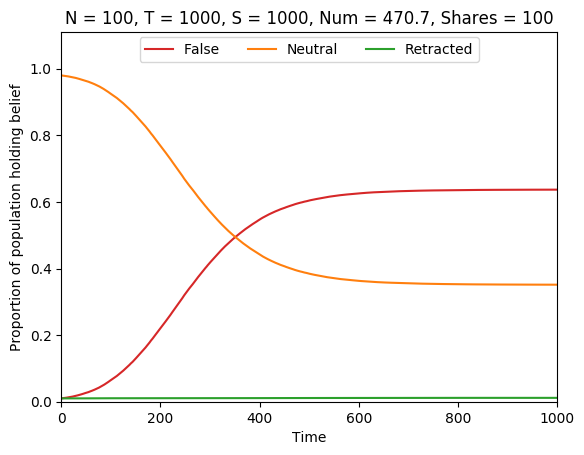 N = 100, T = 1000, S = 1000, Num = 470.7, Shares = 100
False Neutral Retracted
Proportion of population holding belief
1.0
0.8
0.6
0.4
0.2
0.0
0 200 400 600 800 1000
Time